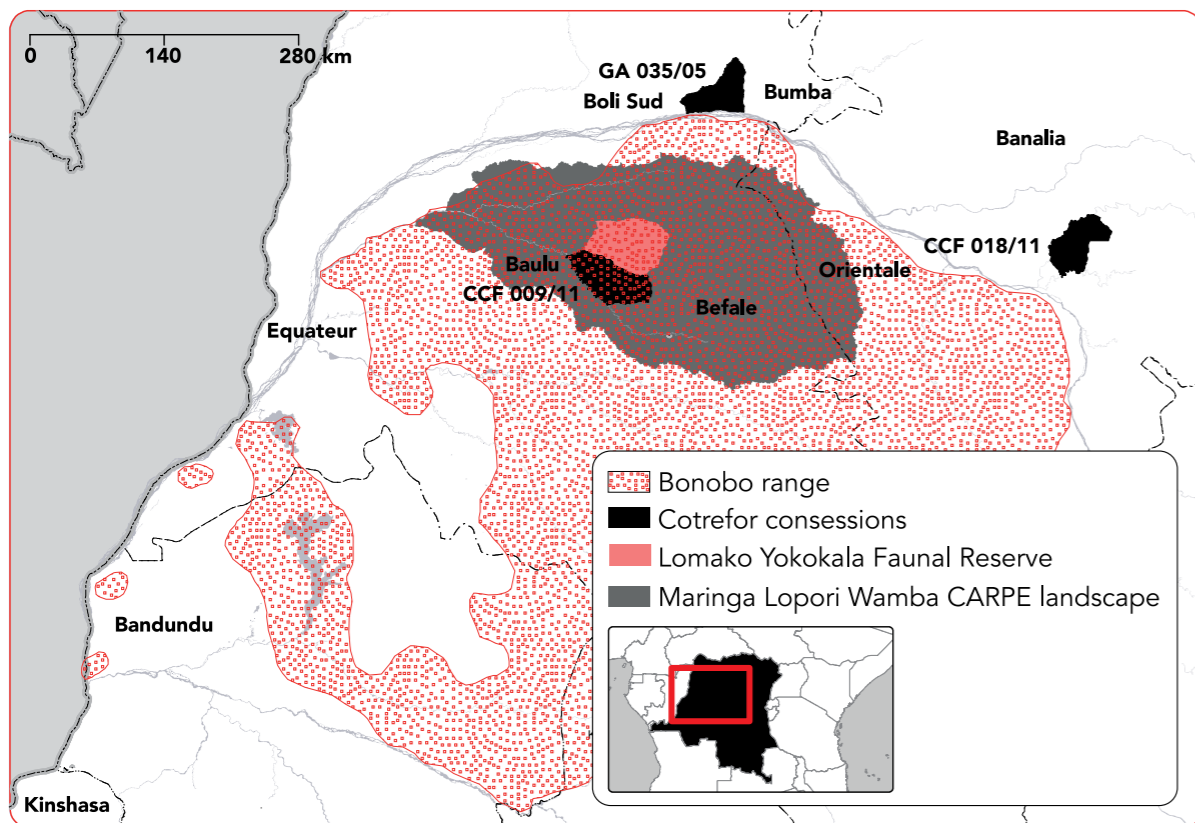 0 140 280 km
GA 035/05
Boli Sud
Bumba
Banalia
CCF 018/11
Baulu
CCF 009/11
Orientale
Befale
Equateur
Bonobo range
Cotrefor consessions
Lomako Yokokala Faunal Reserve
Maringa Lopori Wamba CARPE landscape
Bandundu
Kinshasa